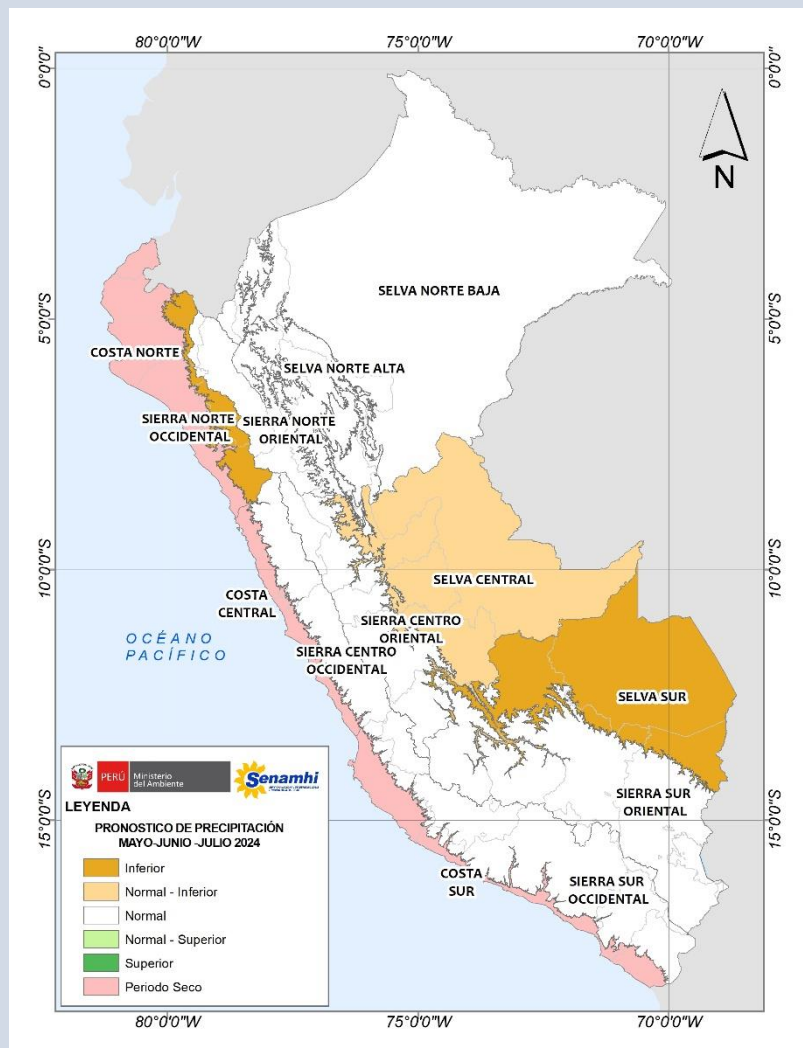 80°0'0"W 75°0'0"W 70°0'0"W
0°0'0"
0°0'0"
N
SELVA NORTE BAJA
5°0'0"S
5°0'0"S
COSTA NORTE
SELVA NORTE ALTA
SIERRA NORTE
OCCIDENTAL
SIERRA NORTE
ORIENTAL
10°0'0"S
10°0'0"S
SELVA CENTRAL
COSTA
CENTRAL
SIERRA CENTRO
ORIENTAL
OCÉANO
PACÍFICO
SIERRA CENTRO
OCCIDENTAL
SELVA SUR
SIERRA SUR
ORIENTAL
15°0'0"S
15°0'0"S
COSTA
SUR
SIERRA SUR
OCCIDENTAL
PERÚ
Ministerio
del Ambiente
Senamhi
LEYENDA
PRONOSTICO DE PRECIPITACIÓN
MAYO-JUNIO -JULIO 2024
Inferior
Normal - Inferior
Normal
Normal - Superior
Superior
Periodo Seco
80°0'0"W 75°0'0"W 70°0'0"W